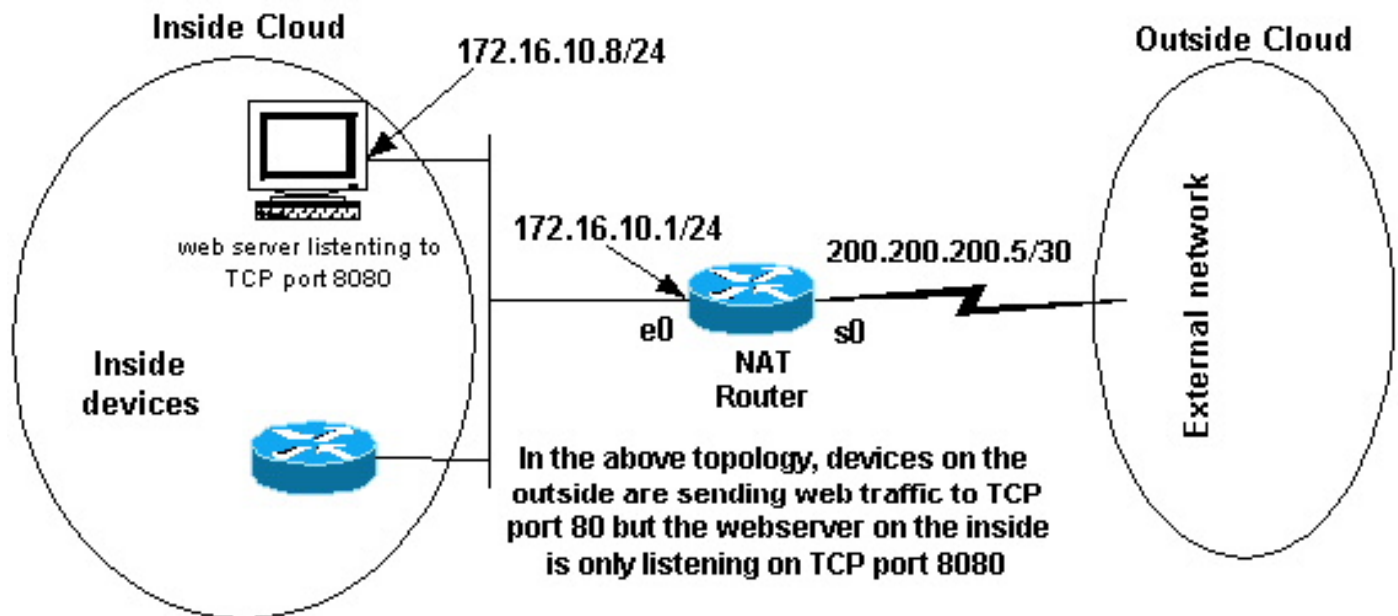 Inside Cloud
172.16.10.8/24
Outside Cloud
web server listenting to
TCP port 8080
172.16.10.1/24
200.200.200.5/30
e0
s0
NAT
Router
External network
Inside
devices
In the above topology, devices on the
outside are sending web traffic to TCP
port 80 but the webserver on the inside
is only listening on TCP port 8080